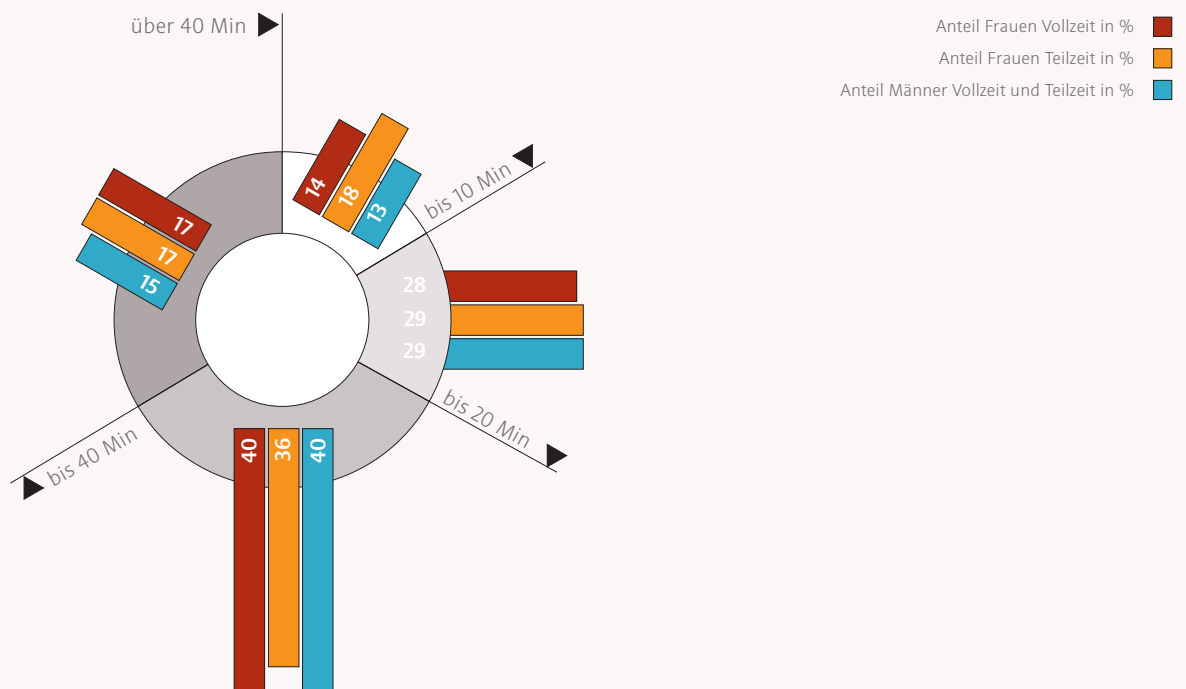 über 40 Min
Anteil Frauen Vollzeit in %
Anteil Frauen Teilzeit in %
Anteil Männer Vollzeit und Teilzeit in %
14
18
13
bis 10 Min
17
17
15
28
29
29
bis 20 Min
40
36
40
bis 40 Min